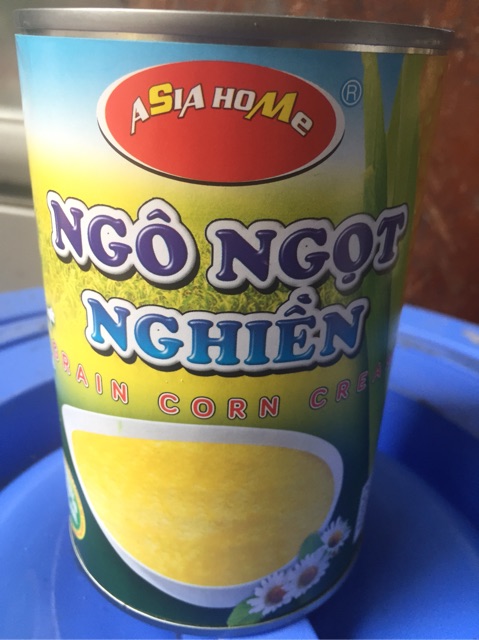 ASIA HOMe
®
NGÔ NGỌT
NGHIỀN
CORN